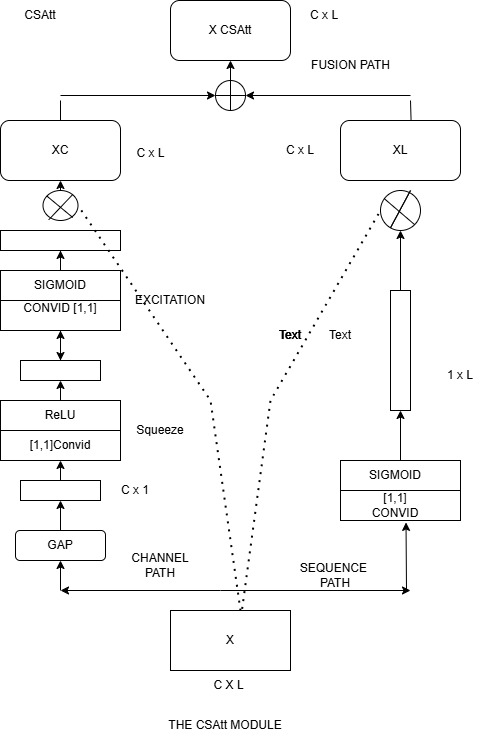 CSAtt
X CSAtt
C x L
FUSION PATH
XC
C x L
C x L
XL
SIGMOID
CONVID [1,1]
EXCITATION
Text
Text
1 x L
ReLU
[1,1]Convid
Squeeze
SIGMOID
[1,1]
CONVID
C x 1
GAP
CHANNEL
PATH
SEQUENCE
PATH
X
C X L
THE CSAtt MODULE